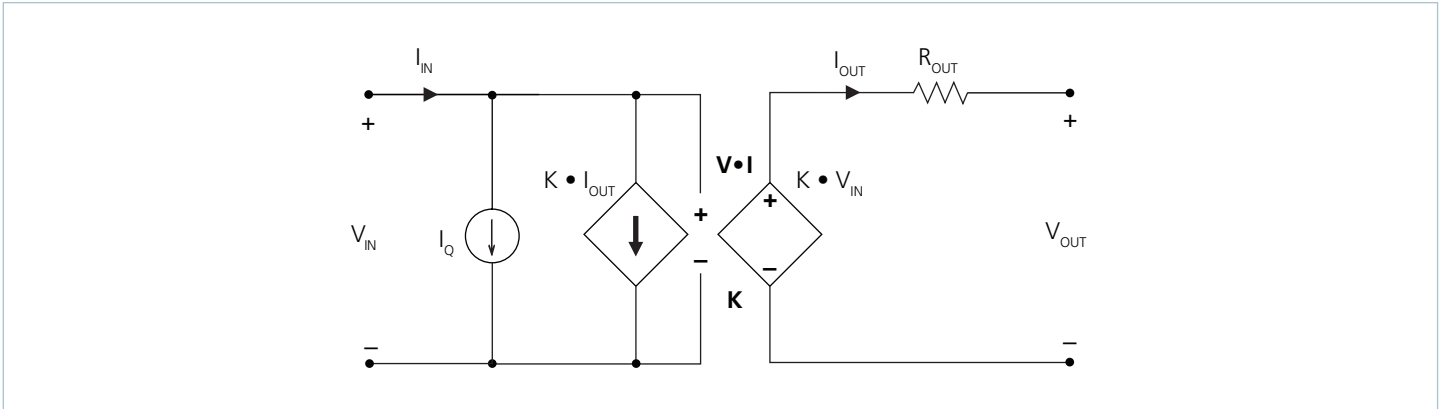 I_IN
I_OUT
R_OUT
+
+
V•I
K • I_OUT
K • V_IN
+
+
V_IN
I_Q
V_OUT
−
−
K
−
−